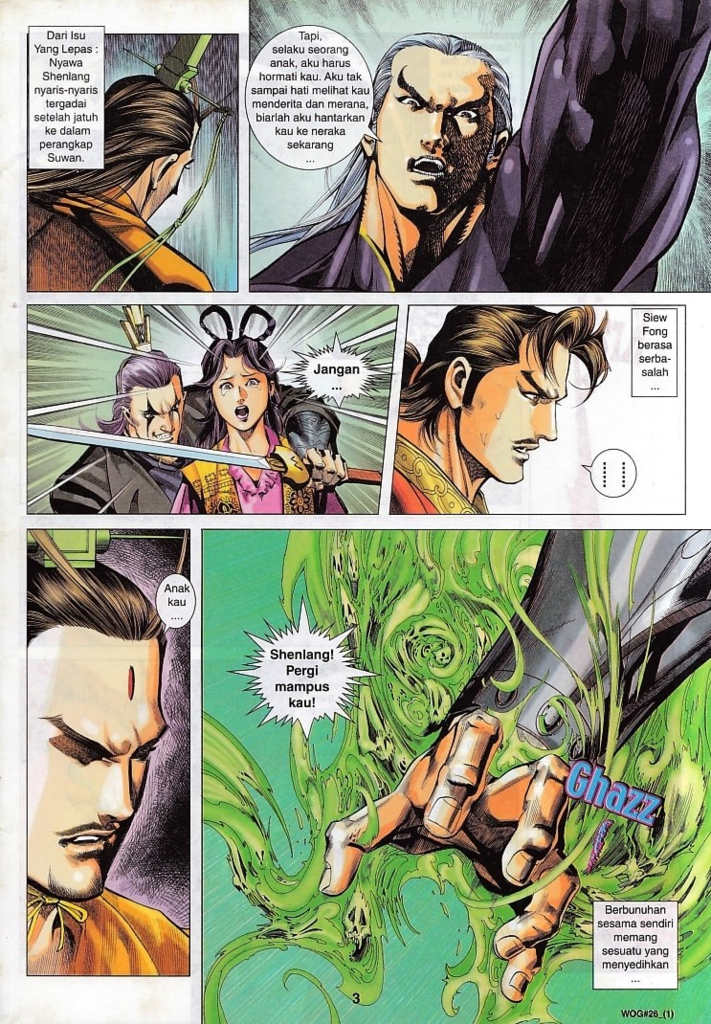 Dari Isu
Yang Lepas :
Nyawa
Shenlang
nyaris-nyaris
tergadai
setelah jatuh
ke dalam
perangkap
Suwan.
Tapi,
selaku seorang
anak, aku harus
hormati kau. Aku tak
sampai hati melihat kau
menderita dan merana,
biarlah aku hantarkan
kau ke neraka
sekarang
...
Jangan
...
Siew
Fong
berasa
serba-
salah
...
Anak
kau
....
Shenlang!
Pergi
mampus
kau!
Ghazz
Berbunuhan
sesama sendiri
memang
sesuatu yang
menyedihkan
...
3
WOG#26_(1)